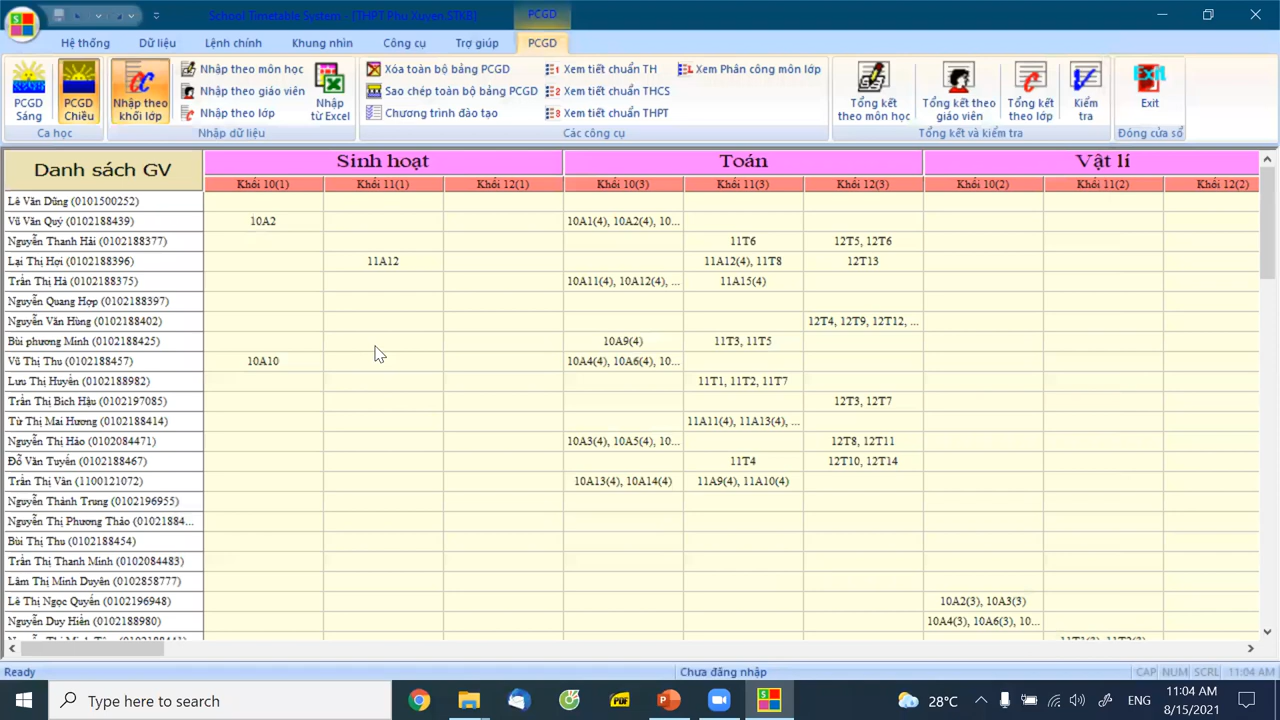 School Timetable System - (THPT Phu Xuyen STKB)
PCGD
Hệ thống Dữ liệu Lệnh chính Khung nhìn Công cụ Trợ giúp PCGD
PCGD Sáng
PCGD Chiều
Ca học
Nhập theo khối lớp
Nhập theo môn học
Nhập theo giáo viên
Nhập theo lớp
Nhập từ Excel
Nhập dữ liệu
Xóa toàn bộ bảng PCGD
Sao chép toàn bộ bảng PCGD
Chương trình đào tạo
Xem tiết chuẩn TH
Xem tiết chuẩn THCS
Xem tiết chuẩn THPT
Xem Phân công môn lớp
Các công cụ
Tổng kết theo môn học
Tổng kết theo giáo viên
Tổng kết theo lớp
Kiểm tra
Tổng kết và kiểm tra
Exit
Đóng cửa sổ
Danh sách GV Sinh hoạt Toán Vật lí
Khối 10(1) Khối 11(1) Khối 12(1) Khối 10(3) Khối 11(3) Khối 12(3) Khối 10(2) Khối 11(2) Khối 12(2)
Lê Văn Dũng (0101500252)
Vũ Văn Quý (0102188439) 10A2 10A1(4), 10A2(4), 10...
Nguyễn Thanh Hải (0102188377) 11T6 12T5, 12T6
Lại Thị Hợi (0102188396) 11A12 11A12(4), 11T8 12T13
Trần Thị Hà (0102188375) 10A11(4), 10A12(4), ... 11A15(4)
Nguyễn Quang Hợp (0102188397)
Nguyễn Văn Hùng (0102188402) 12T4, 12T9, 12T12, ...
Bùi phương Minh (0102188425) 10A9(4) 11T3, 11T5
Vũ Thị Thu (0102188457) 10A10 10A4(4), 10A6(4), 10...
Lưu Thị Huyền (0102188982) 11T1, 11T2, 11T7
Trần Thị Bích Hậu (0102197085) 12T3, 12T7
Từ Thị Mai Hương (0102188414) 11A11(4), 11A13(4), ...
Nguyễn Thị Hảo (0102084471) 10A3(4), 10A5(4), 10... 12T8, 12T11
Đỗ Văn Tuyến (0102188467) 11T4 12T10, 12T14
Trần Thị Vân (1100121072) 10A13(4), 10A14(4) 11A9(4), 11A10(4)
Nguyễn Thành Trung (0102196955)
Nguyễn Thị Phương Thảo (01021884...
Bùi Thị Thu (0102188454)
Trần Thị Thanh Minh (0102084483)
Lâm Thị Minh Duyên (0102858777)
Lê Thị Ngọc Quyến (0102196948) 10A2(3), 10A3(3)
Nguyễn Duy Hiền (0102188980) 10A4(3), 10A6(3), 10...
Ready Chưa đăng nhập CAP NUM SCRL 11:04 AM
Type here to search
PDF
28°C
ENG
11:04 AM
8/15/2021